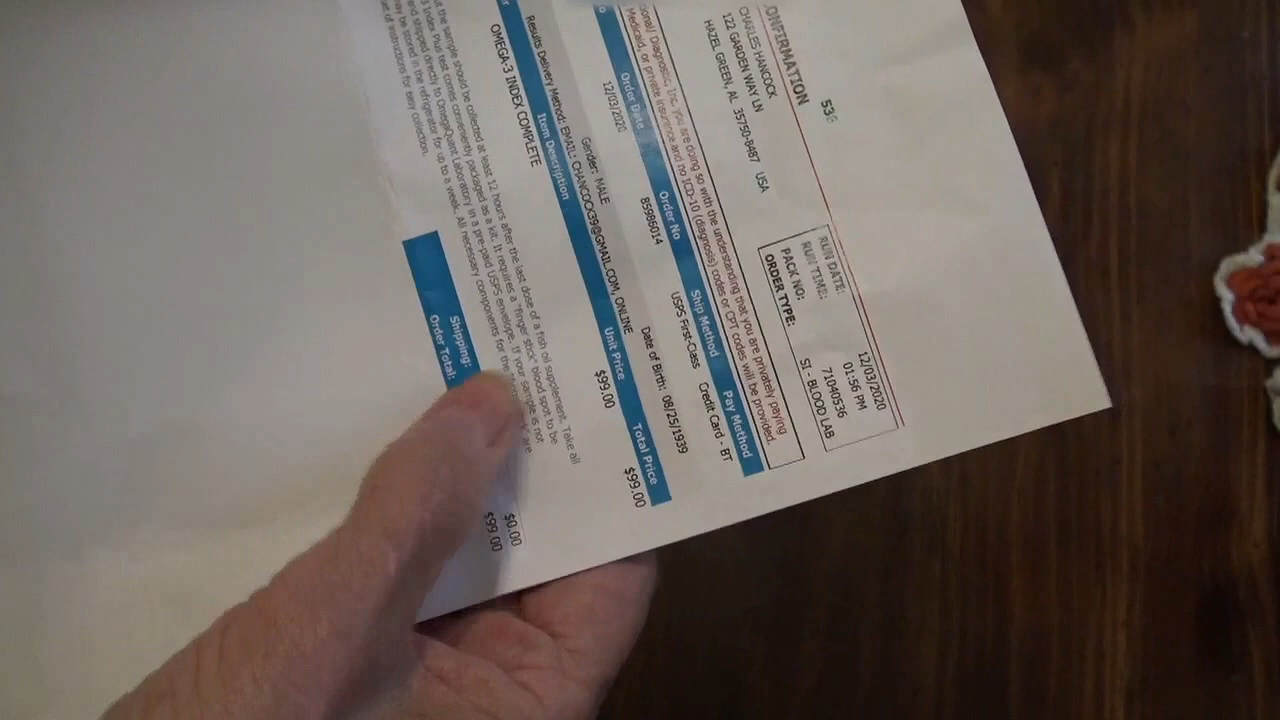 ONFIRMATION
536
CHARLES HANCOCK
122 GARDEN WAY LN
HAZEL GREEN, AL 35750-8487 USA
RUN DATE: 12/03/2020
RUN TIME: 01:56 PM
PACK NO: 71040536
ORDER TYPE: SI - BLOOD LAB
tional/ Diagnostic, Inc. you are doing so with the understanding that you are privately paying
Medicaid, or private insurance and no ICD-10 (diagnosis) codes or CPT codes will be provided.
o Order Date Order No Ship Method Pay Method
12/03/2020 85986014 USPS First-Class Credit Card - BT
Gender: MALE Date of Birth: 08/25/1939
Results Delivery Method: EMAIL: CHANCOCK39@GMAIL.COM, ONLINE
er Item Description Unit Price Total Price
OMEGA-3 INDEX COMPLETE $99.00 $99.00
ut the sample should be collected at least 12 hours after the last dose of a fish oil supplement. Take all
3 Index Plus test comes conveniently packaged as a kit. It requires a "finger stick" blood spot to be
and shipped directly to OmegaQuant Laboratory in a pre-paid USPS envelope. If your sample is not
may be stored in the refrigerator for up to a week. All necessary components for the are
set of instructions for easy collection.
Shipping: $0.00
Order Total: $99.00